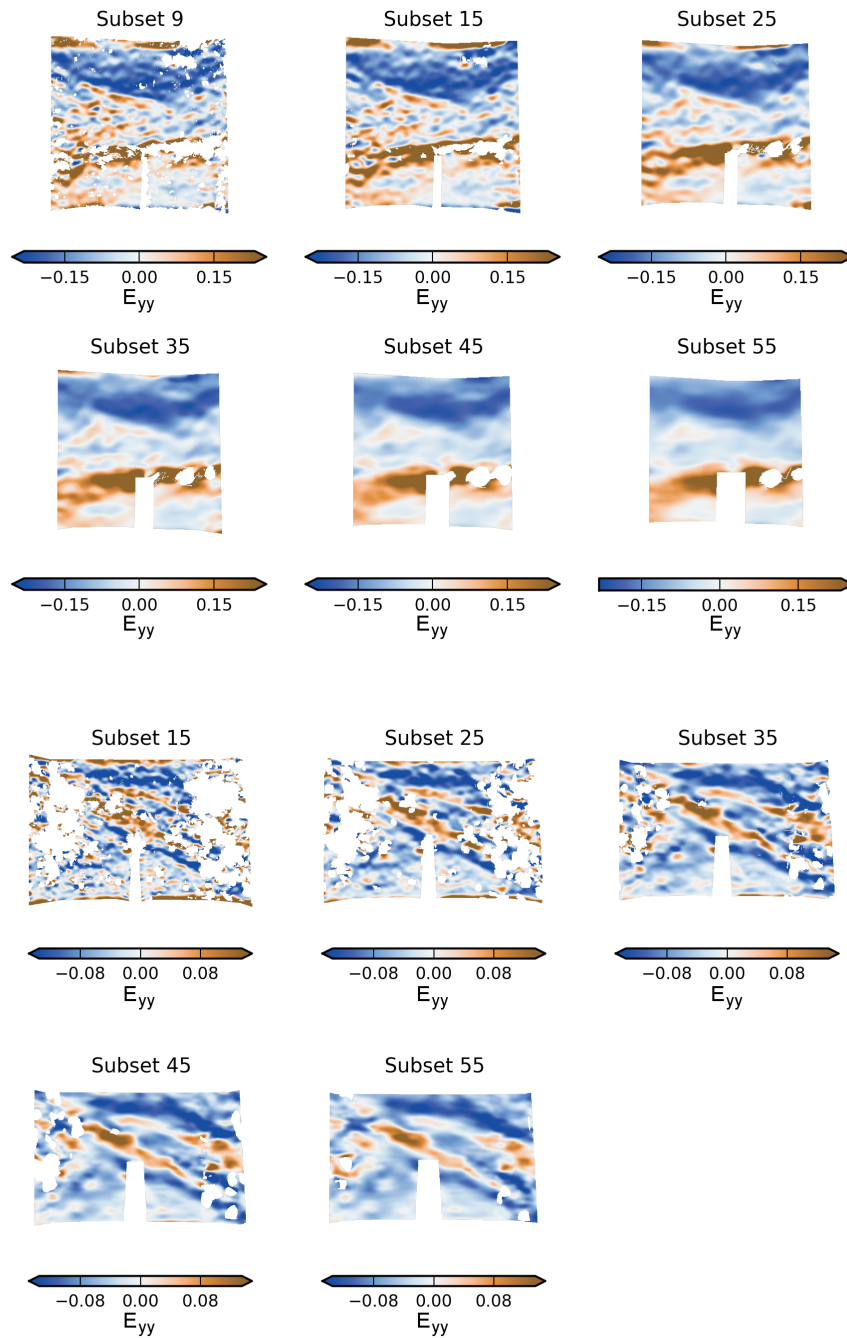 Subset 9 Subset 15 Subset 25
−0.15 0.00 0.15 −0.15 0.00 0.15 −0.15 0.00 0.15
Eyy Eyy Eyy
Subset 35 Subset 45 Subset 55
−0.15 0.00 0.15 −0.15 0.00 0.15 −0.15 0.00 0.15
Eyy Eyy Eyy
Subset 15 Subset 25 Subset 35
−0.08 0.00 0.08 −0.08 0.00 0.08 −0.08 0.00 0.08
Eyy Eyy Eyy
Subset 45 Subset 55
−0.08 0.00 0.08 −0.08 0.00 0.08
Eyy Eyy